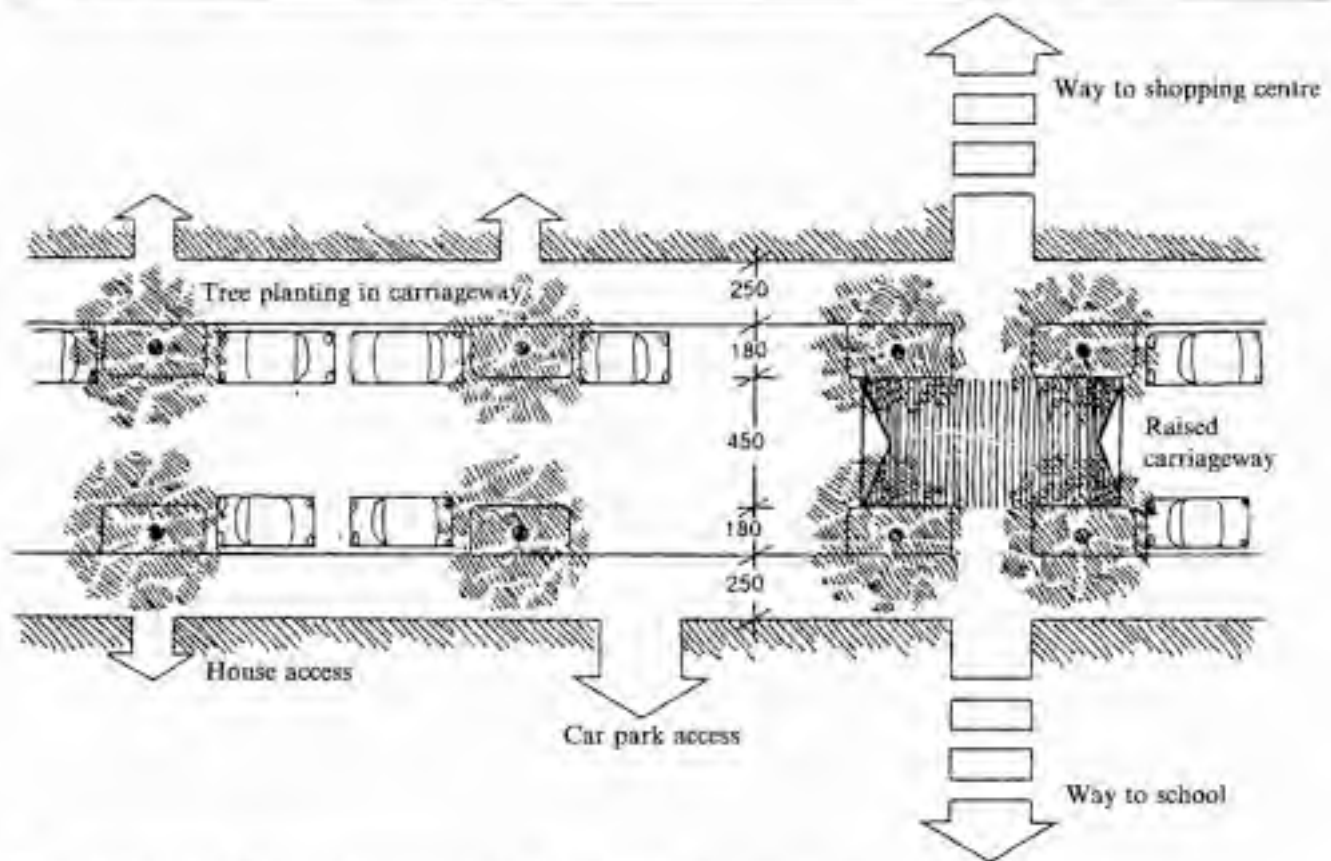 Way to shopping centre
Tree planting in carriageway
250
180
450
180
250
Raised
carriageway
House access
Car park access
Way to school